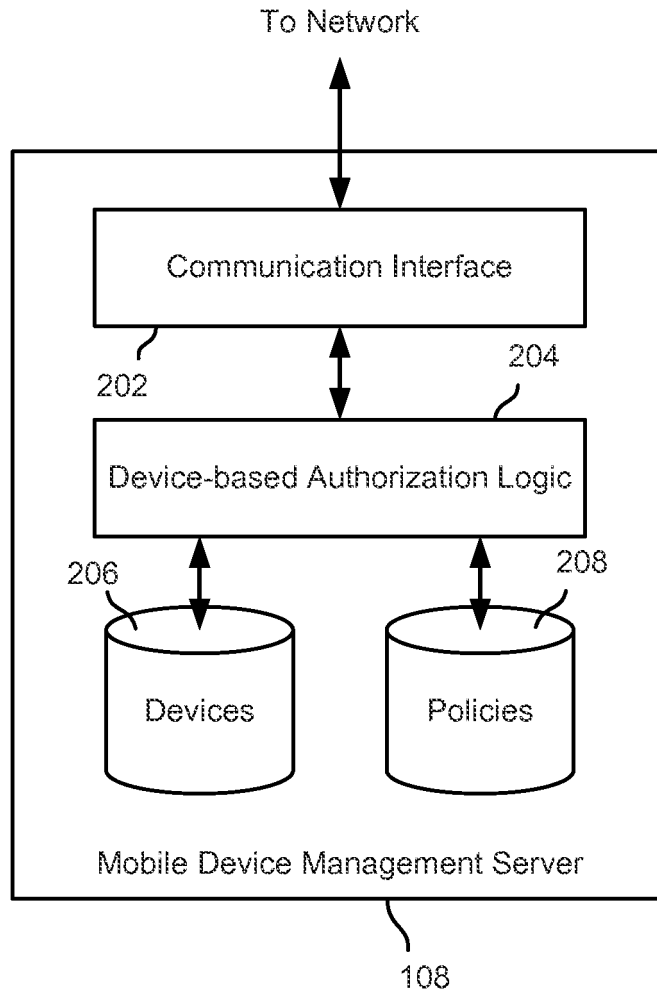 To Network
Communication Interface
202
204
Device-based Authorization Logic
206
208
Devices
Policies
Mobile Device Management Server
108